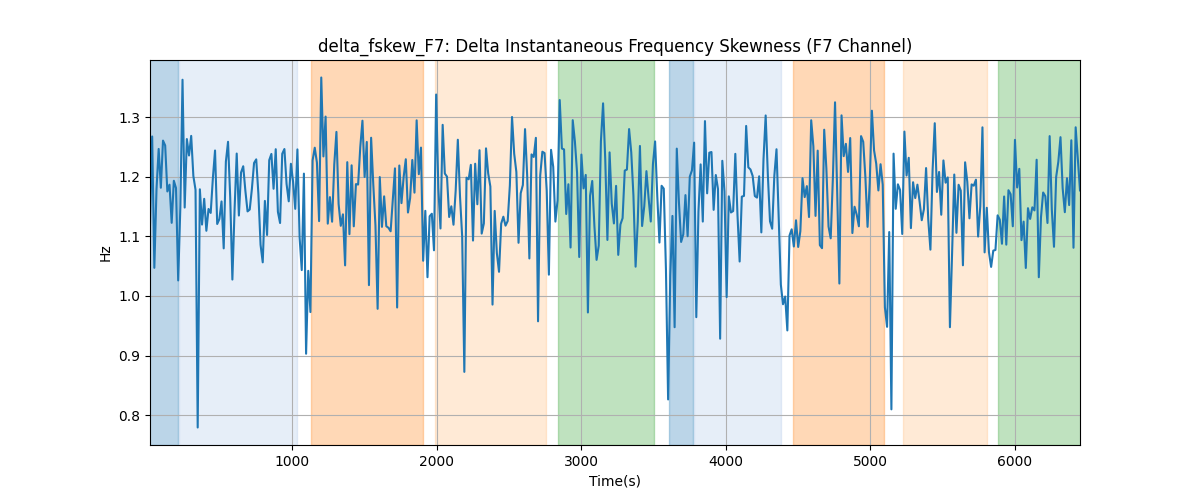 delta_fskew_F7: Delta Instantaneous Frequency Skewness (F7 Channel)
1.3
1.2
1.1
1.0
0.9
0.8
Hz
1000 2000 3000 4000 5000 6000
Time(s)